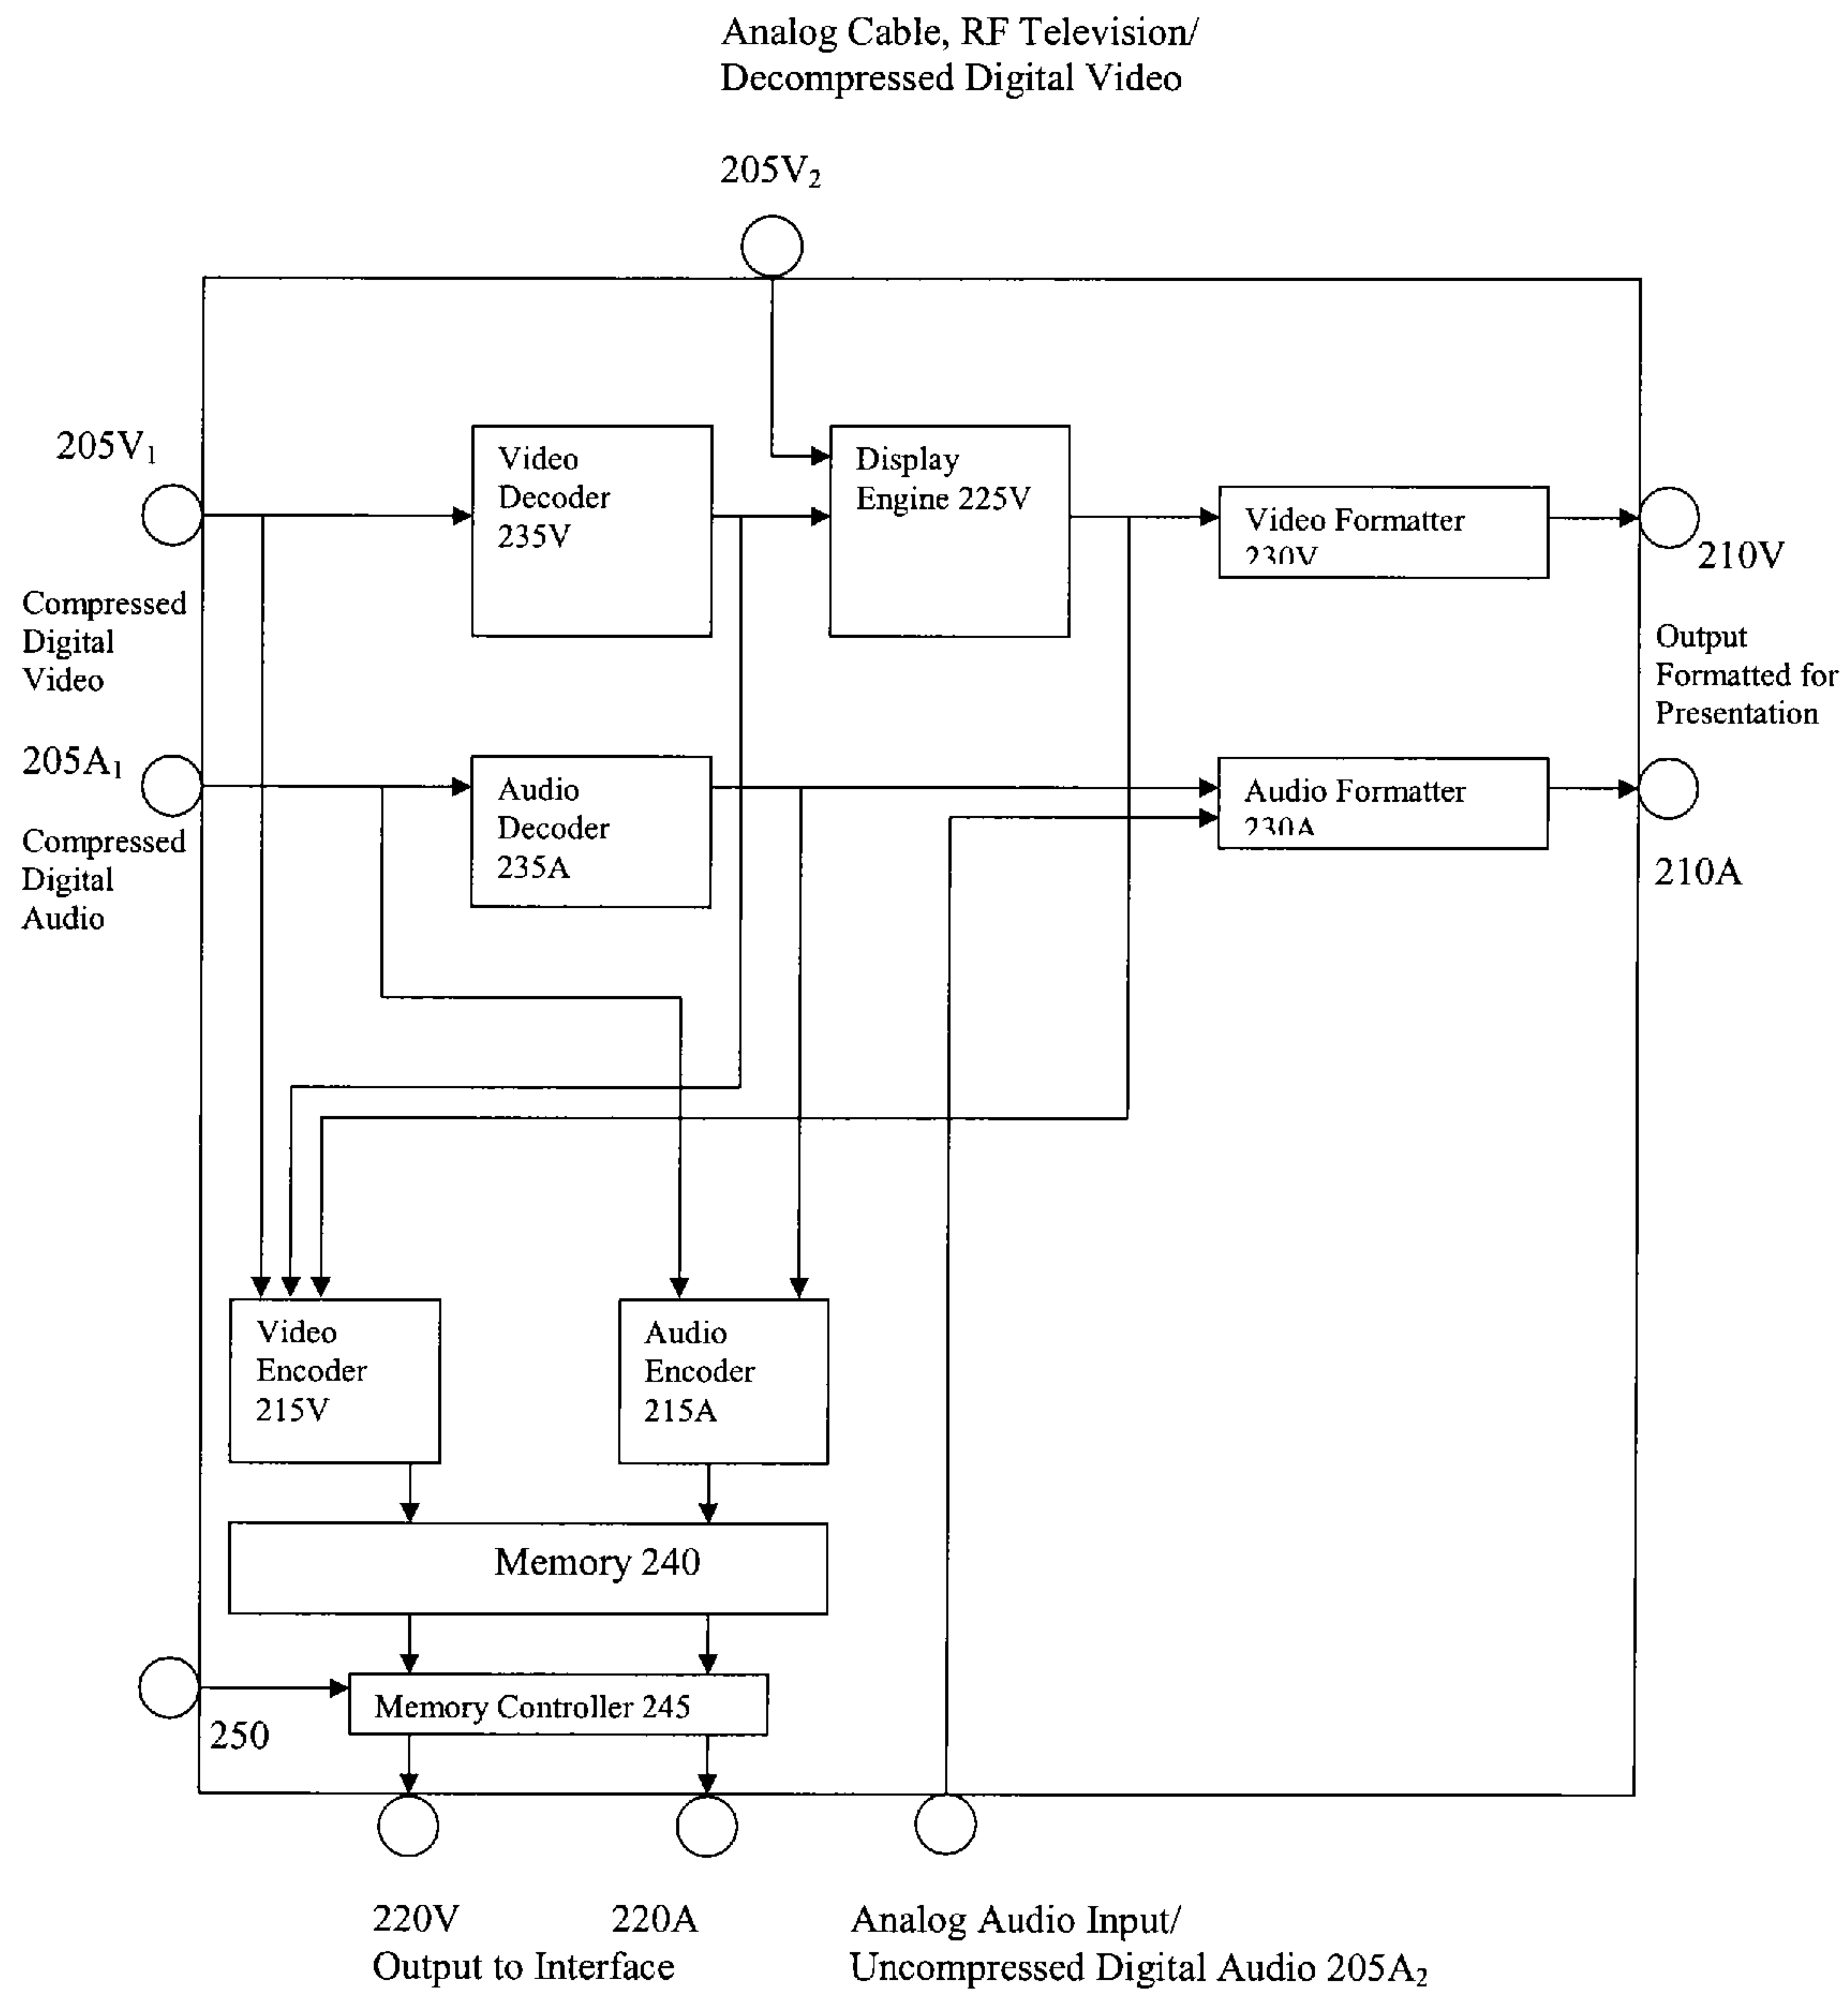 Analog Cable, RF Television/
Decompressed Digital Video
205V₂
205V₁
Video
Decoder
235V
Display
Engine 225V
Video Formatter
230V
210V
Compressed
Digital
Video
Output
Formatted for
Presentation
205A₁
Audio
Decoder
235A
Audio Formatter
230A
210A
Compressed
Digital
Audio
Video
Encoder
215V
Audio
Encoder
215A
Memory 240
Memory Controller 245
250
220V
220A
Output to Interface
Analog Audio Input/
Uncompressed Digital Audio 205A₂